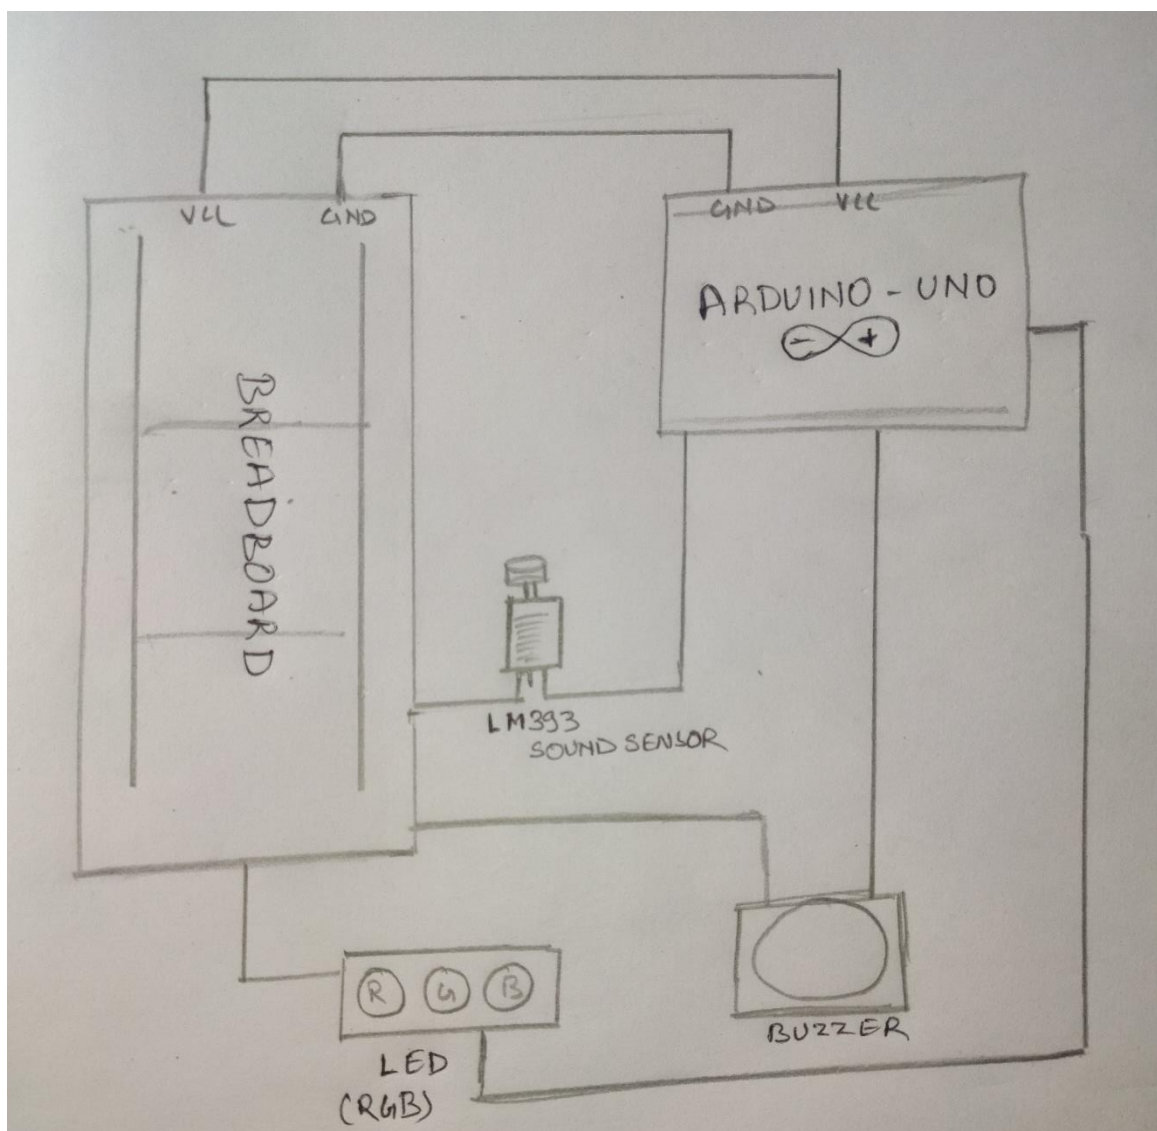 VCC GND
GND VCC
ARDUINO - UNO
- +
BREADBOARD
LM393
SOUND SENSOR
R G B
LED
(RGB)
BUZZER